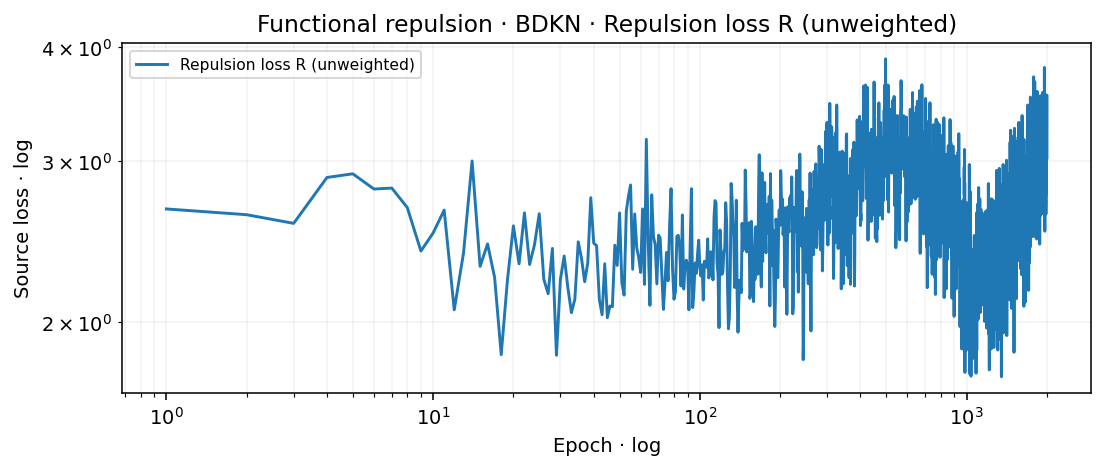 Functional repulsion · BDKN · Repulsion loss R (unweighted)
Repulsion loss R (unweighted)
Source loss · log
4 × 10⁰
3 × 10⁰
2 × 10⁰
10⁰ 10¹ 10² 10³
Epoch · log